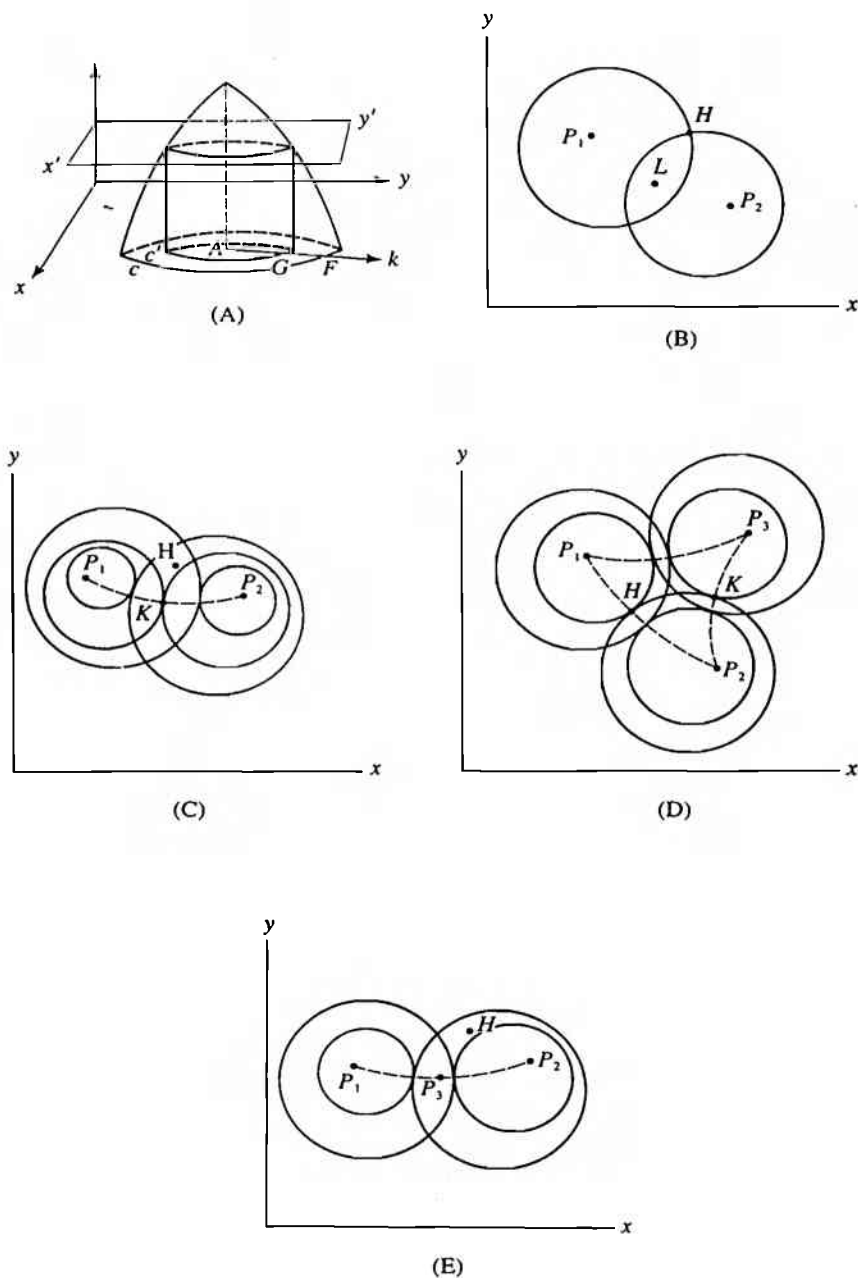 y'
x'
y
x
c
c'
A
G
F
k
(A)
y
P₁
H
L
P₂
x
(B)
y
P₁
H
K
P₂
x
(C)
y
P₁
P₃
H
K
P₂
x
(D)
y
H
P₁
P₃
P₂
x
(E)